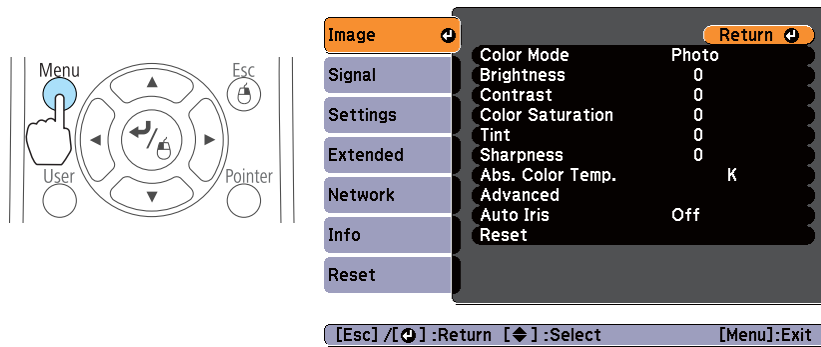 Menu
Esc
User
Pointer
Image
Signal
Settings
Extended
Network
Info
Reset
Return
Color Mode Photo
Brightness 0
Contrast 0
Color Saturation 0
Tint 0
Sharpness 0
Abs. Color Temp. K
Advanced
Auto Iris Off
Reset
[Esc] /[ ] :Return [ ] :Select [Menu]:Exit